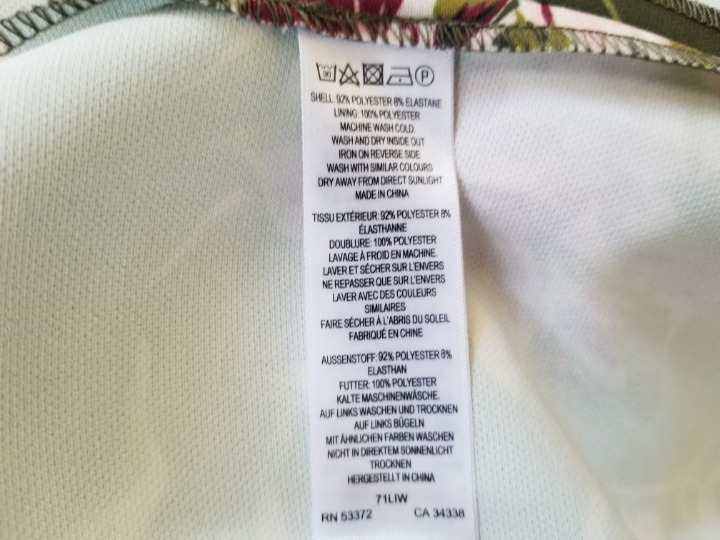 P
SHELL: 92% POLYESTER 8% ELASTANE
LINING: 100% POLYESTER
MACHINE WASH COLD.
WASH AND DRY INSIDE OUT
IRON ON REVERSE SIDE
WASH WITH SIMILAR COLOURS
DRY AWAY FROM DIRECT SUNLIGHT
MADE IN CHINA
TISSU EXTÉRIEUR: 92% POLYESTER 8%
ÉLASTHANNE
DOUBLURE: 100% POLYESTER
LAVAGE À FROID EN MACHINE.
LAVER ET SÉCHER SUR L'ENVERS
NE REPASSER QUE SUR L'ENVERS
LAVER AVEC DES COULEURS
SIMILAIRES
FAIRE SÉCHER À L'ABRIS DU SOLEIL
FABRIQUÉ EN CHINE
AUSSENSTOFF: 92% POLYESTER 8%
ELASTHAN
FUTTER: 100% POLYESTER
KALTE MASCHINENWÄSCHE.
AUF LINKS WASCHEN UND TROCKNEN
AUF LINKS BÜGELN
MIT ÄHNLICHEN FARBEN WASCHEN
NICHT IN DIREKTEM SONNENLICHT
TROCKNEN
HERGESTELLT IN CHINA
71LIW
RN 53372 CA 34338